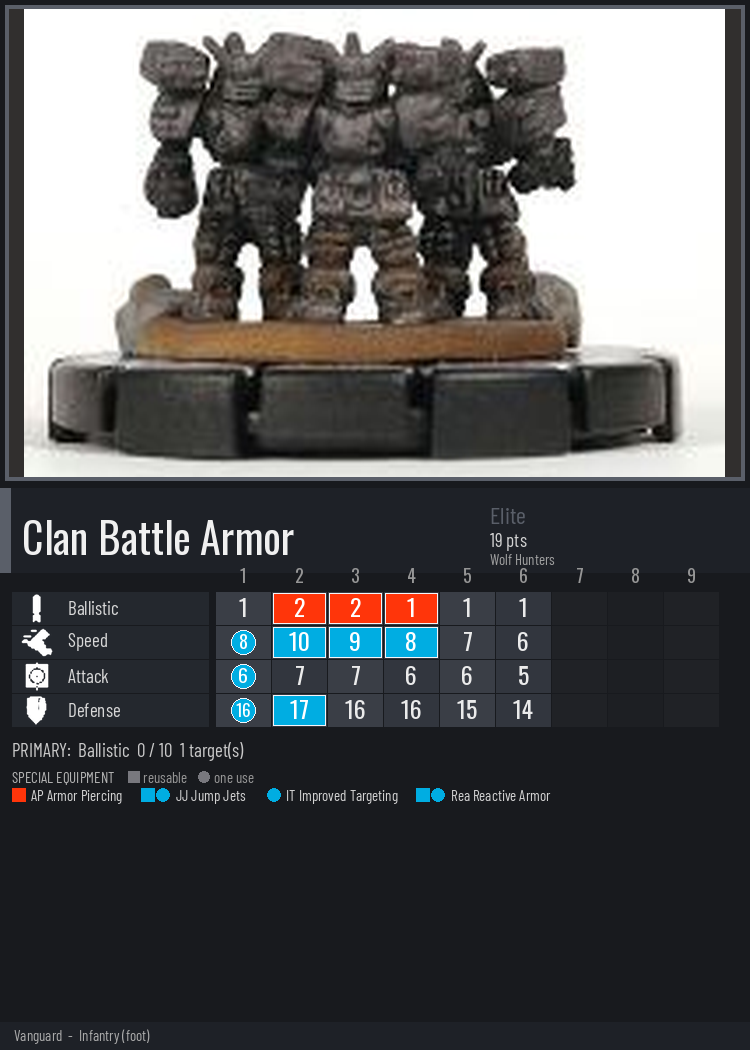 Clan Battle Armor
Elite
19 pts
Wolf Hunters
1 2 3 4 5 6 7 8 9
Ballistic 1 2 2 1 1 1
Speed 8 10 9 8 7 6
Attack 6 7 7 6 6 5
Defense 16 17 16 16 15 14
PRIMARY: Ballistic 0 / 10 1 target(s)
SPECIAL EQUIPMENT reusable one use
AP Armor Piercing JJ Jump Jets IT Improved Targeting Rea Reactive Armor
Vanguard - Infantry (foot)